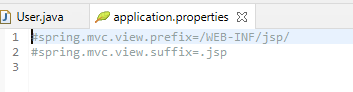 User.java application.properties
1 #spring.mvc.view.prefix=/WEB-INF/jsp/
2 #spring.mvc.view.suffix=.jsp
3